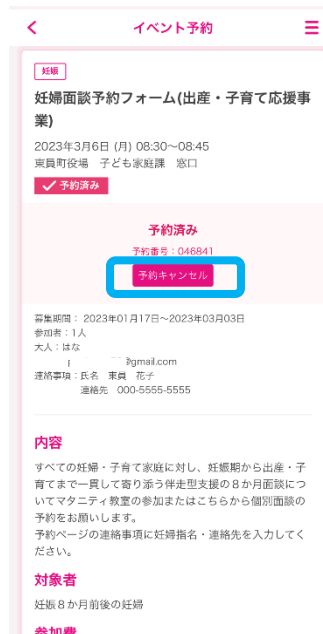 イベント予約
妊娠
妊婦面談予約フォーム(出産・子育て応援事
業)
2023年3月6日 (月) 08:30〜08:45
東員町役場 子ども家庭課 窓口
予約済み
予約済み
予約番号：046841
予約キャンセル
募集期間： 2023年01月17日〜2023年03月03日
参加者：1人
大人：はな
@gmail.com
連絡事項：氏名 東員 花子
連絡先 000-5555-5555
内容
すべての妊婦・子育て家庭に対し、妊娠期から出産・子
育てまで一貫して寄り添う伴走型支援の８か月面談につ
いてマタニティ教室の参加またはこちらから個別面談の
予約をお願いします。
予約ページの連絡事項に妊婦指名・連絡先を入力してく
ださい。
対象者
妊娠８か月前後の妊婦
参加費